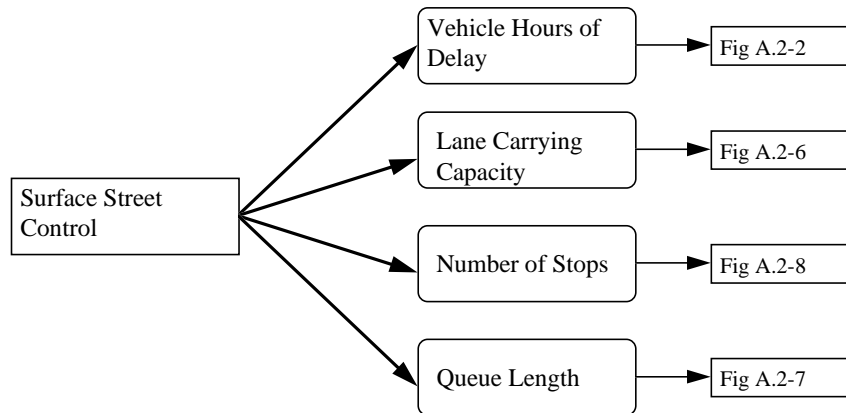 Surface Street
Control
Vehicle Hours of
Delay
Fig A.2-2
Lane Carrying
Capacity
Fig A.2-6
Number of Stops
Fig A.2-8
Queue Length
Fig A.2-7